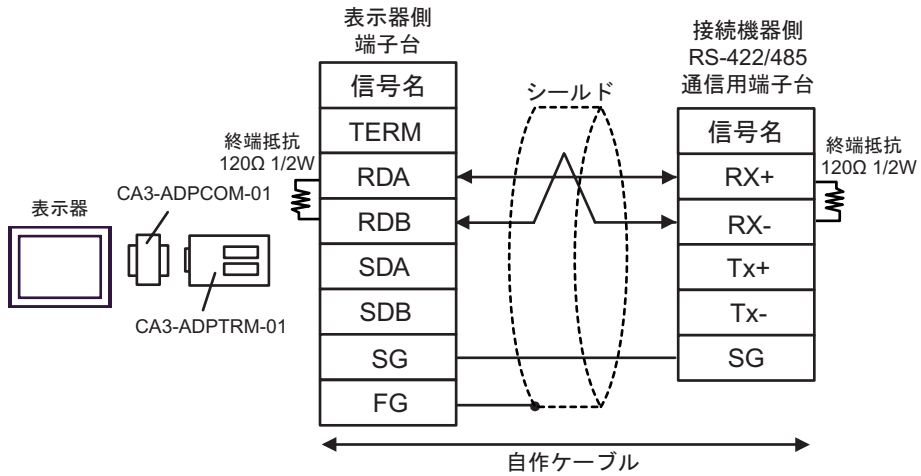 表示器側
端子台
信号名
TERM
RDA
RDB
SDA
SDB
SG
FG
終端抵抗
120Ω 1/2W
表示器
CA3-ADPCOM-01
CA3-ADPTRM-01
シールド
接続機器側
RS-422/485
通信用端子台
信号名
RX+
RX-
Tx+
Tx-
SG
終端抵抗
120Ω 1/2W
自作ケーブル